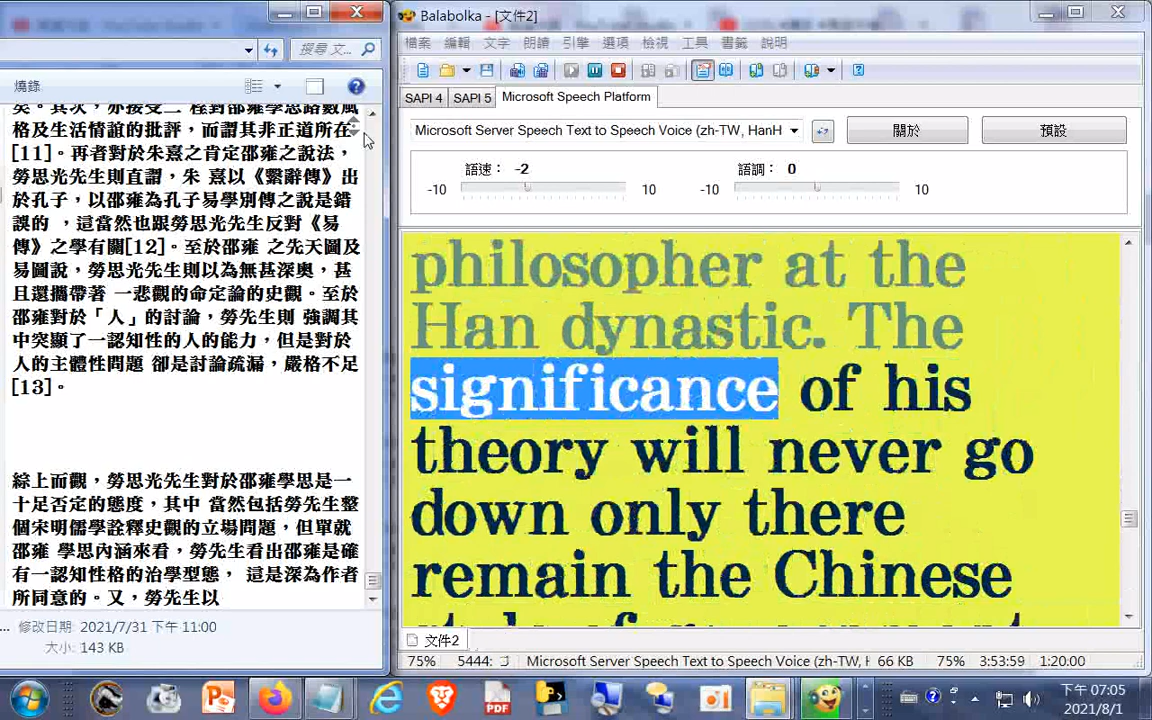 搜尋 文...
燒錄
矣。其次，亦接受二 程對邵雍學思路數風
格及生活情誼的批評，而謂其非正道所在
[11]。再者對於朱熹之肯定邵雍之說法，
勞思光先生則直謂，朱 熹以《繫辭傳》出
於孔子，以邵雍為孔子易學別傳之說是錯
誤的 ，這當然也跟勞思光先生反對《易
傳》之學有關[12]。至於邵雍 之先天圖及
易圖說，勞思光先生則以為無甚深奧，甚
且還攜帶著 一悲觀的命定論的史觀。至於
邵雍對於「人」的討論，勞先生則 強調其
中突顯了一認知性的人的能力，但是對於
人的主體性問題 卻是討論疏漏，嚴格不足
[13]。
綜上而觀，勞思光先生對於邵雍學思是一
十足否定的態度，其中 當然包括勞先生整
個宋明儒學詮釋史觀的立場問題，但單就
邵雍 學思內涵來看，勞先生看出邵雍是確
有一認知性格的治學型態， 這是深為作者
所同意的。又，勞先生以
... 修改日期: 2021/7/31 下午 11:00
大小: 143 KB
Balabolka - [文件2]
檔案 編輯 文字 朗讀 引擎 選項 檢視 工具 書籤 說明
SAPI 4 SAPI 5 Microsoft Speech Platform
Microsoft Server Speech Text to Speech Voice (zh-TW, HanH
關於 預設
語速： -2 語調： 0
-10 10 -10 10
philosopher at the
Han dynastic. The
significance of his
theory will never go
down only there
remain the Chinese
文件2
75% 5444: Microsoft Server Speech Text to Speech Voice (zh-TW, H 66 KB 75% 3:53:59 1:20.00
PDF
下午 07:05
2021/8/1